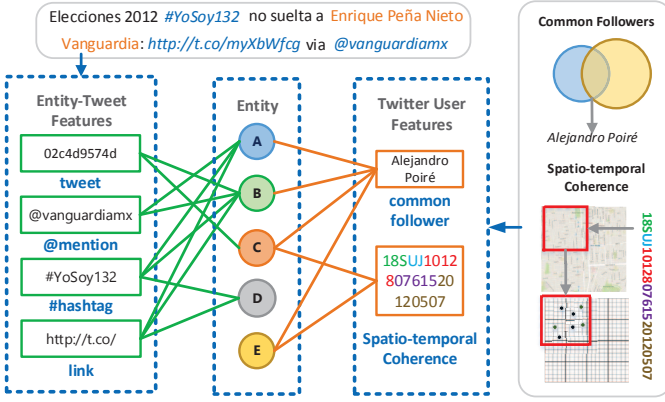 Elecciones 2012 #YoSoy132 no suelta a Enrique Peña Nieto
Vanguardia: http://t.co/myXbWfcg via @vanguardiamx
Entity-Tweet
Features
02c4d9574d
tweet
@vanguardiamx
@mention
#YoSoy132
#hashtag
http://t.co/
link
Entity
A
B
C
D
E
Twitter User
Features
Alejandro
Poiré
common
follower
18SUJ1012
80761520
120507
Spatio-temporal
Coherence
Common
Followers
Alejandro Poiré
Spatio-temporal
Coherence
18SUJ101280761520120507